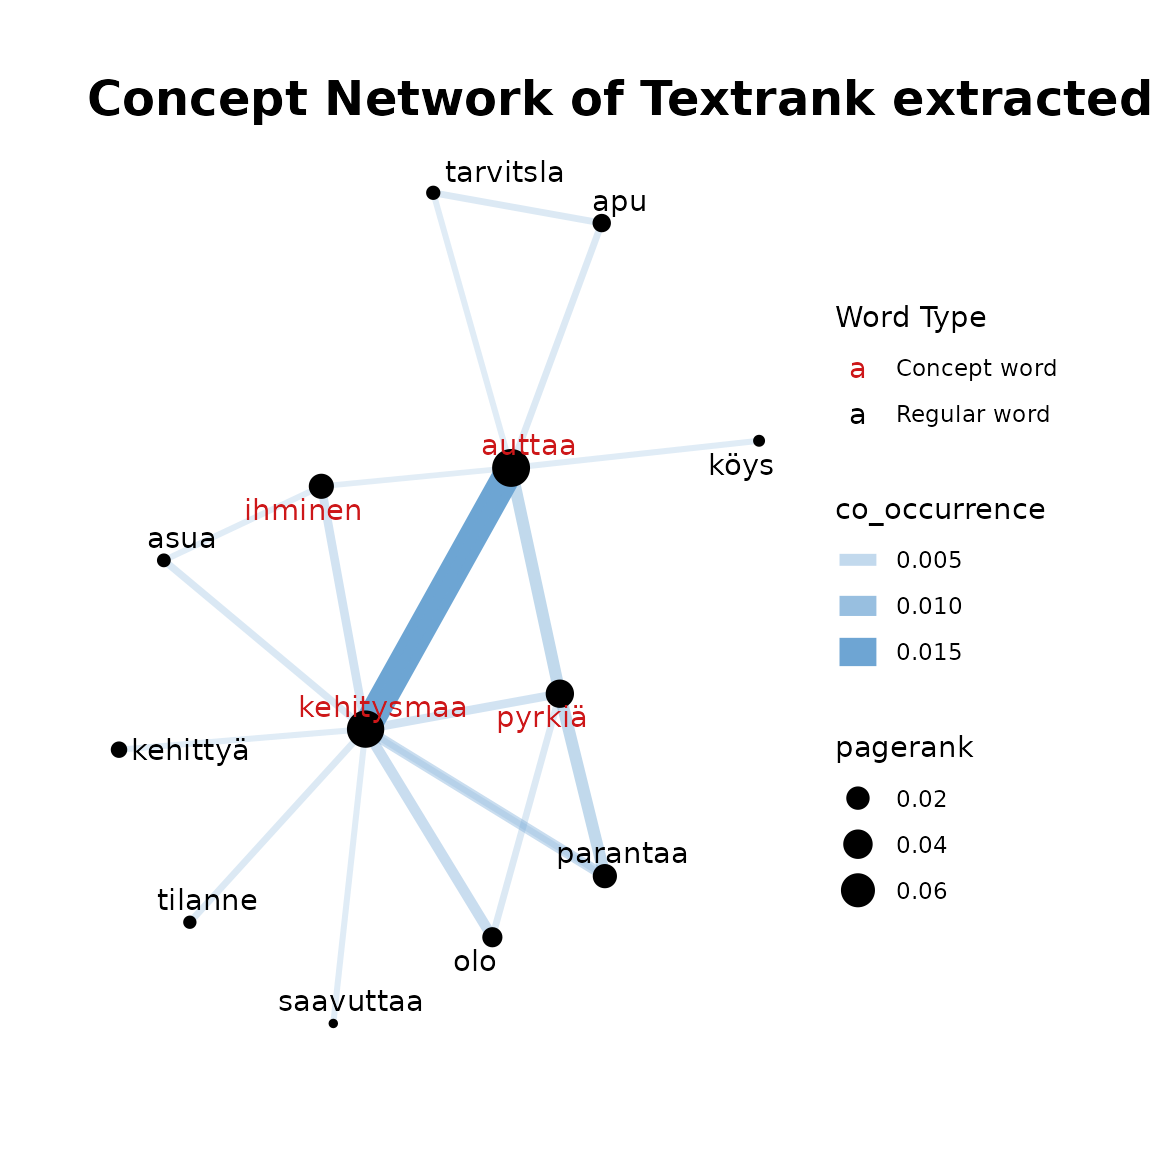 Concept Network of Textrank extracted
tarvitsla
apu
auttaa
köys
ihminen
asua
kehitysmaa
pyrkiä
kehittyä
parantaa
tilanne
olo
saavuttaa
Word Type
a Concept word
a Regular word
co_occurrence
0.005
0.010
0.015
pagerank
0.02
0.04
0.06